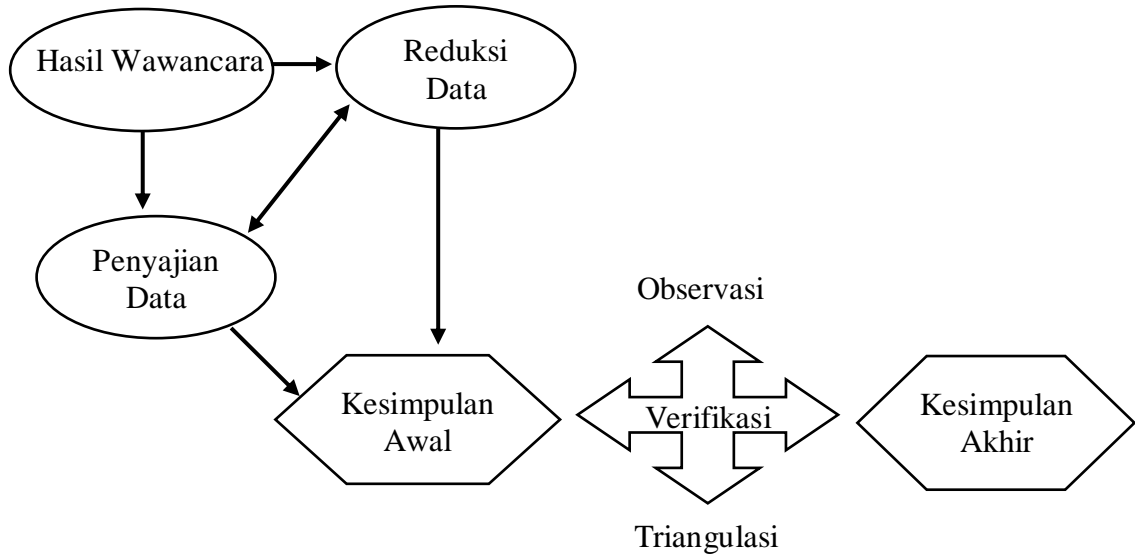 Hasil Wawancara
Reduksi
Data
Penyajian
Data
Observasi
Kesimpulan
Awal
Verifikasi
Kesimpulan
Akhir
Triangulasi